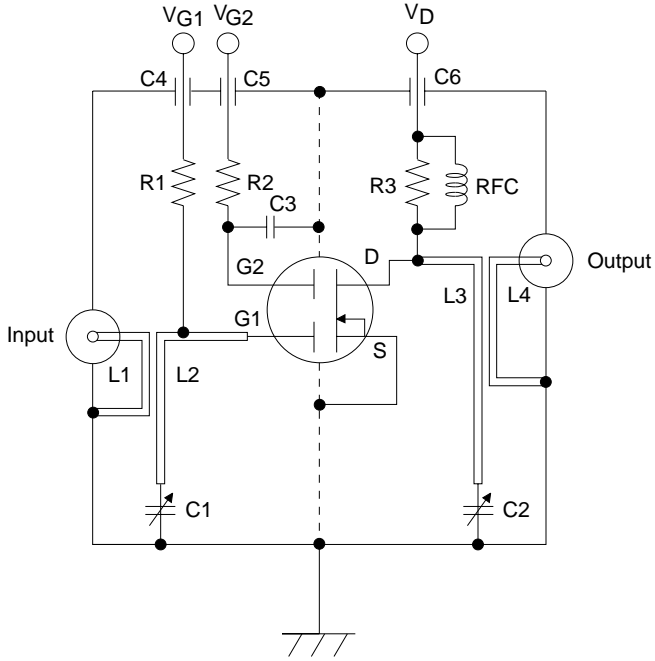 VG1
VG2
VD
C4
C5
C6
R1
R2
R3
RFC
C3
G2
D
Output
L3
L4
Input
G1
S
L1
L2
C1
C2